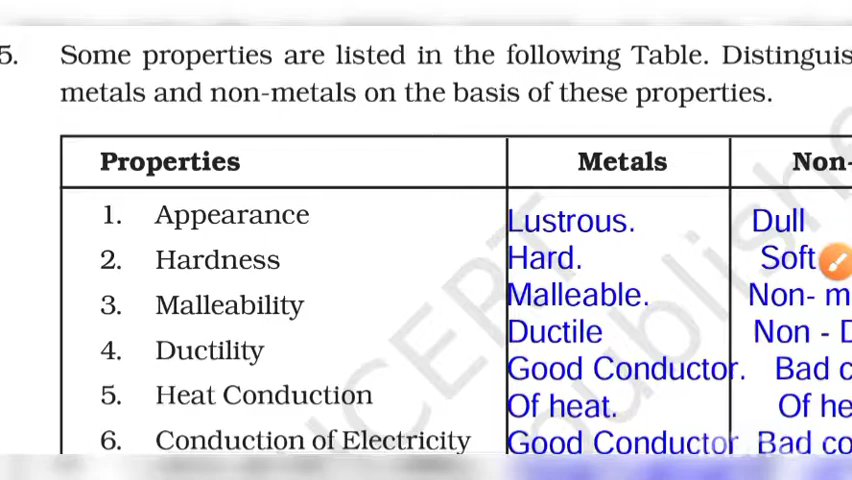 5. Some properties are listed in the following Table. Distinguis
metals and non-metals on the basis of these properties.
Properties Metals Non-
1. Appearance Lustrous. Dull
2. Hardness Hard. Soft
3. Malleability Malleable. Non- m
4. Ductility Ductile Non - D
5. Heat Conduction Good Conductor. Bad c
Of heat. Of he
6. Conduction of Electricity Good Conductor Bad co
NCERT
publishe